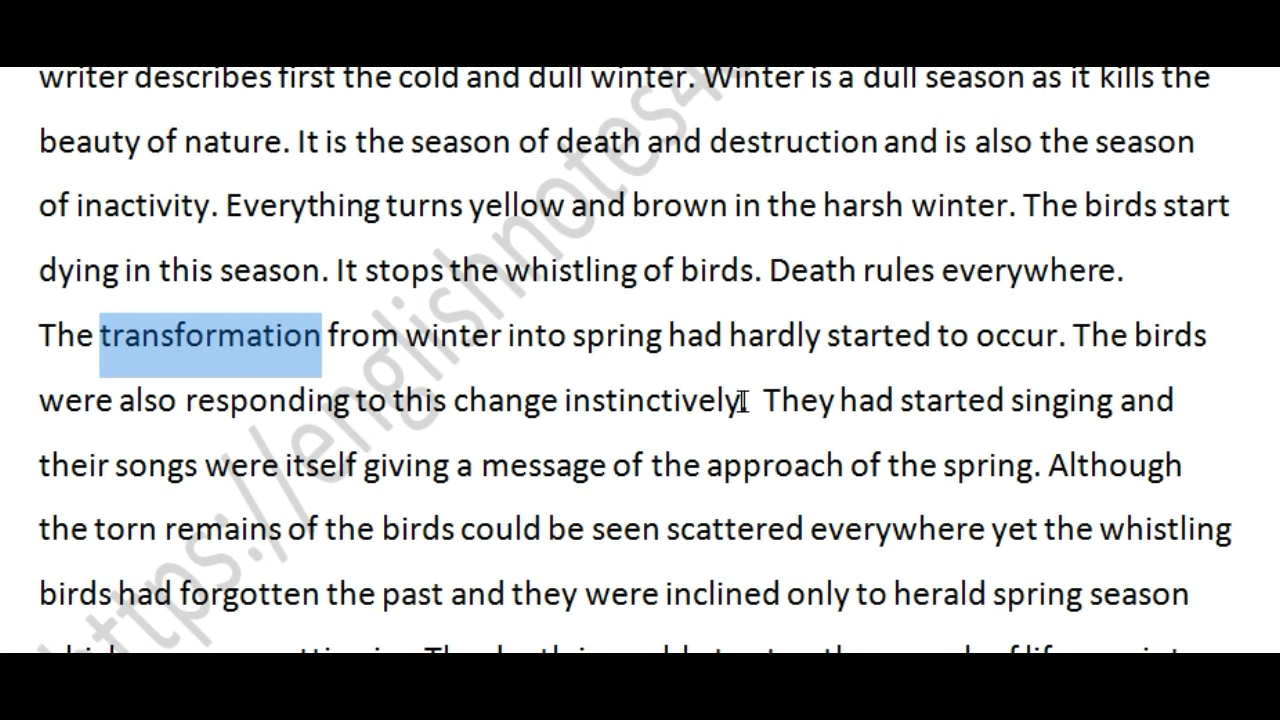 writer describes first the cold and dull winter. Winter is a dull season as it kills the
beauty of nature. It is the season of death and destruction and is also the season
of inactivity. Everything turns yellow and brown in the harsh winter. The birds start
dying in this season. It stops the whistling of birds. Death rules everywhere.
The transformation from winter into spring had hardly started to occur. The birds
were also responding to this change instinctively. They had started singing and
their songs were itself giving a message of the approach of the spring. Although
the torn remains of the birds could be seen scattered everywhere yet the whistling
birds had forgotten the past and they were inclined only to herald spring season
https://englishnotes4